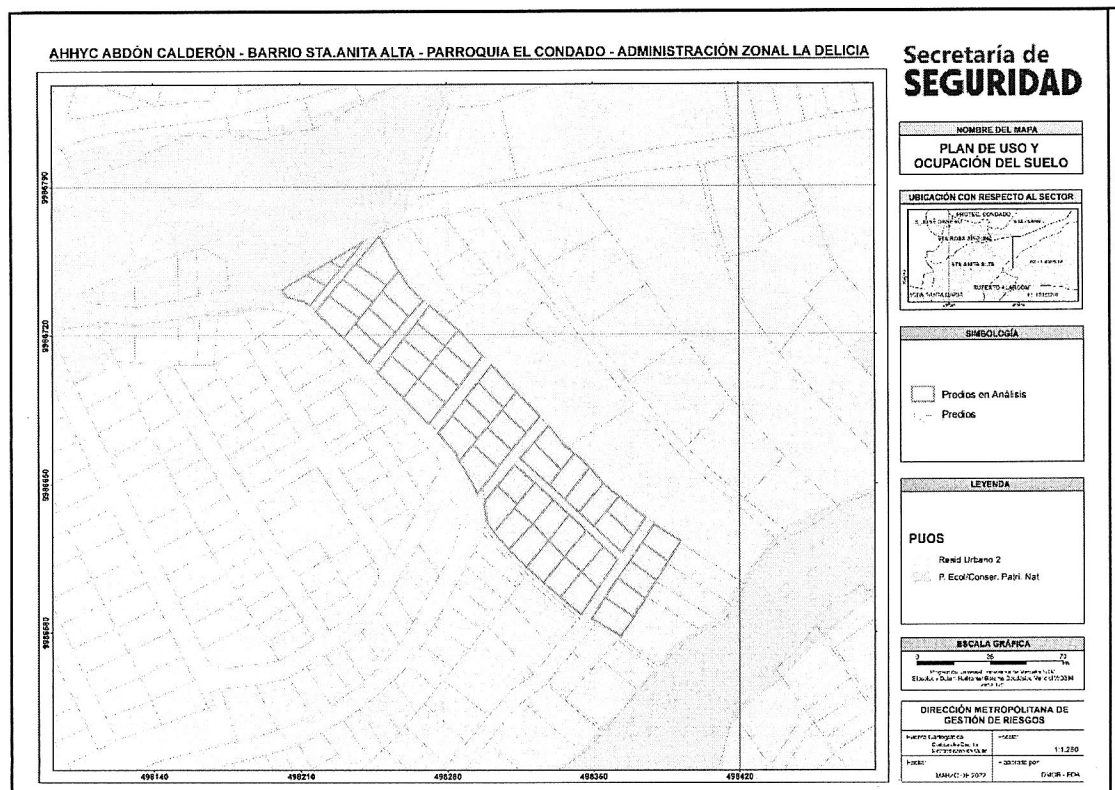 AHHYC ABDÓN CALDERÓN - BARRIO STA.ANITA ALTA - PARROQUIA EL CONDADO - ADMINISTRACIÓN ZONAL LA DELICIA
Secretaría de
SEGURIDAD
NOMBRE DEL MAPA
PLAN DE USO Y
OCUPACIÓN DEL SUELO
UBICACIÓN CON RESPECTO AL SECTOR
STA ANITA ALTA
SIMBOLOGÍA
Predios en Análisis
Predios
LEYENDA
PUOS
Resid Urbano 2
P. Ecol/Conser. Patri. Nat
ESCALA GRÁFICA
DIRECCIÓN METROPOLITANA DE
GESTIÓN DE RIESGOS
1:1.250
9986790
9986720
9986650
9986580
498140
498210
498280
498420